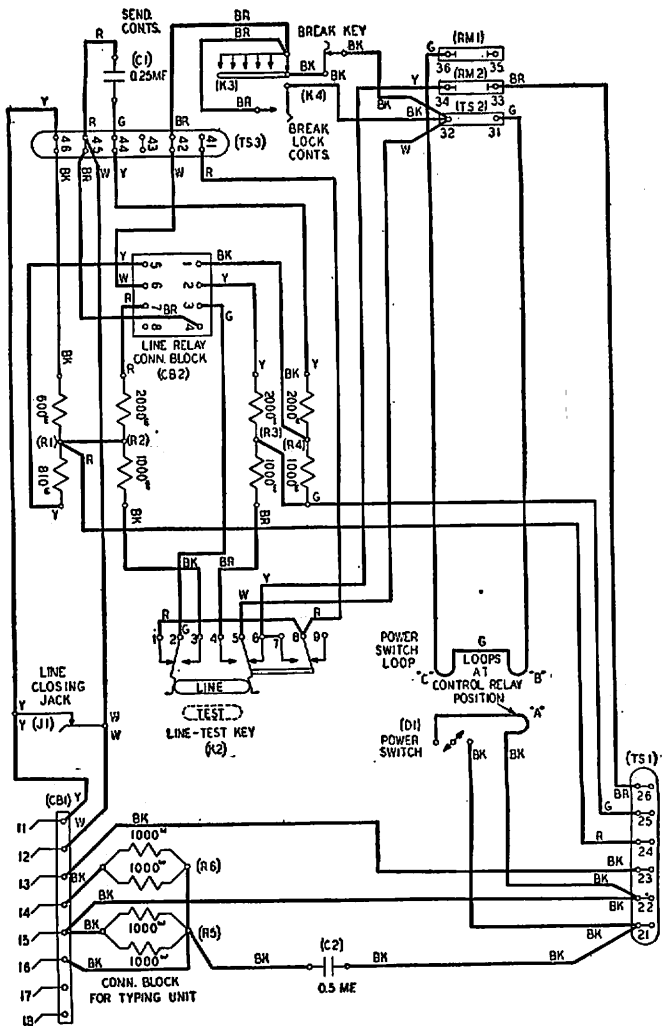 SEND.
CONTS.
BR
BR
BREAK KEY
BK
(RM1)
G
36 35
R
(C1)
0.25MF
(K3)
BK
BK
(K4)
(RM2)
Y
BR
34 33
BR
BK
(TS2)
Y
R
G
BR
BREAK
LOCK
CONTS.
BK
32 31
G
W
46 45 44 43 42 41
(TS3)
BK
BR
W
Y
W
R
Y
5 1
BK
W
6 2
Y
R
7 3
G
BR
8 4
LINE RELAY
CONN. BLOCK
(CB2)
BK
R
Y
BK
Y
600ω
2000ω
2000ω
2000ω
(R1)
(R2)
(R3)
(R4)
810ω
R
1000ω
1000ω
1000ω
Y
BK
BR
G
BK
BR
Y
W
R
G
R
1 2 3 4 5 6 7 8 9
LINE
TEST
LINE-TEST KEY
(K2)
POWER
SWITCH
LOOP
G
LOOPS
AT
CONTROL RELAY
POSITION
"C"
"B"
"A"
LINE
CLOSING
JACK
Y
Y
(J1)
W
W
(D1)
POWER
SWITCH
BK
BK
(TS1)
BR
26
G
25
R
24
BK
23
BK
22
BK
21
(CB1)
Y
W
11
12
13
14
15
16
17
18
BK
1000ω
1000ω
(R6)
BK
BK
BK
1000ω
1000ω
(R5)
BK
BK
(C2)
BK
BK
0.5 MF
CONN. BLOCK
FOR TYPING UNIT